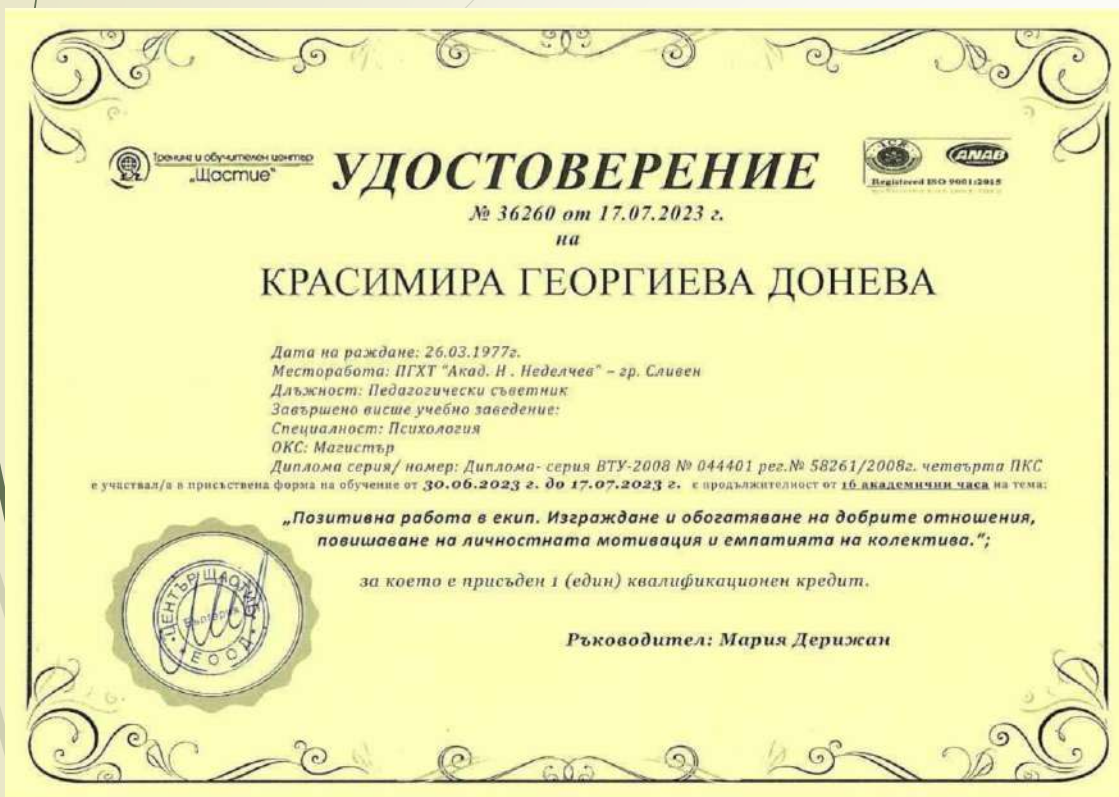 Тренинг и обучителен център
„Щастие“
УДОСТОВЕРЕНИЕ
ANAB
Registered ISO 9001:2015
№ 36260 от 17.07.2023 г.
на
КРАСИМИРА ГЕОРГИЕВА ДОНЕВА
Дата на раждане: 26.03.1977г.
Месторабота: ПГХТ "Акад. Н . Неделчев" – гр. Сливен
Длъжност: Педагогически съветник
Завършено висше учебно заведение:
Специалност: Психология
ОКС: Магистър
Диплома серия/ номер: Диплома- серия ВТУ-2008 № 044401 рег.№ 58261/2008г. четвърта ПКС
е участвал/а в присъствена форма на обучение от 30.06.2023 г. до 17.07.2023 г. с продължителност от 16 академични часа на тема:
„Позитивна работа в екип. Изграждане и обогатяване на добрите отношения,
повишаване на личностната мотивация и емпатията на колектива.“;
за което е присъден 1 (един) квалификационен кредит.
ЦЕНТЪР ЩАСТИЕ
България
ЕООД
Ръководител: Мария Дерижан